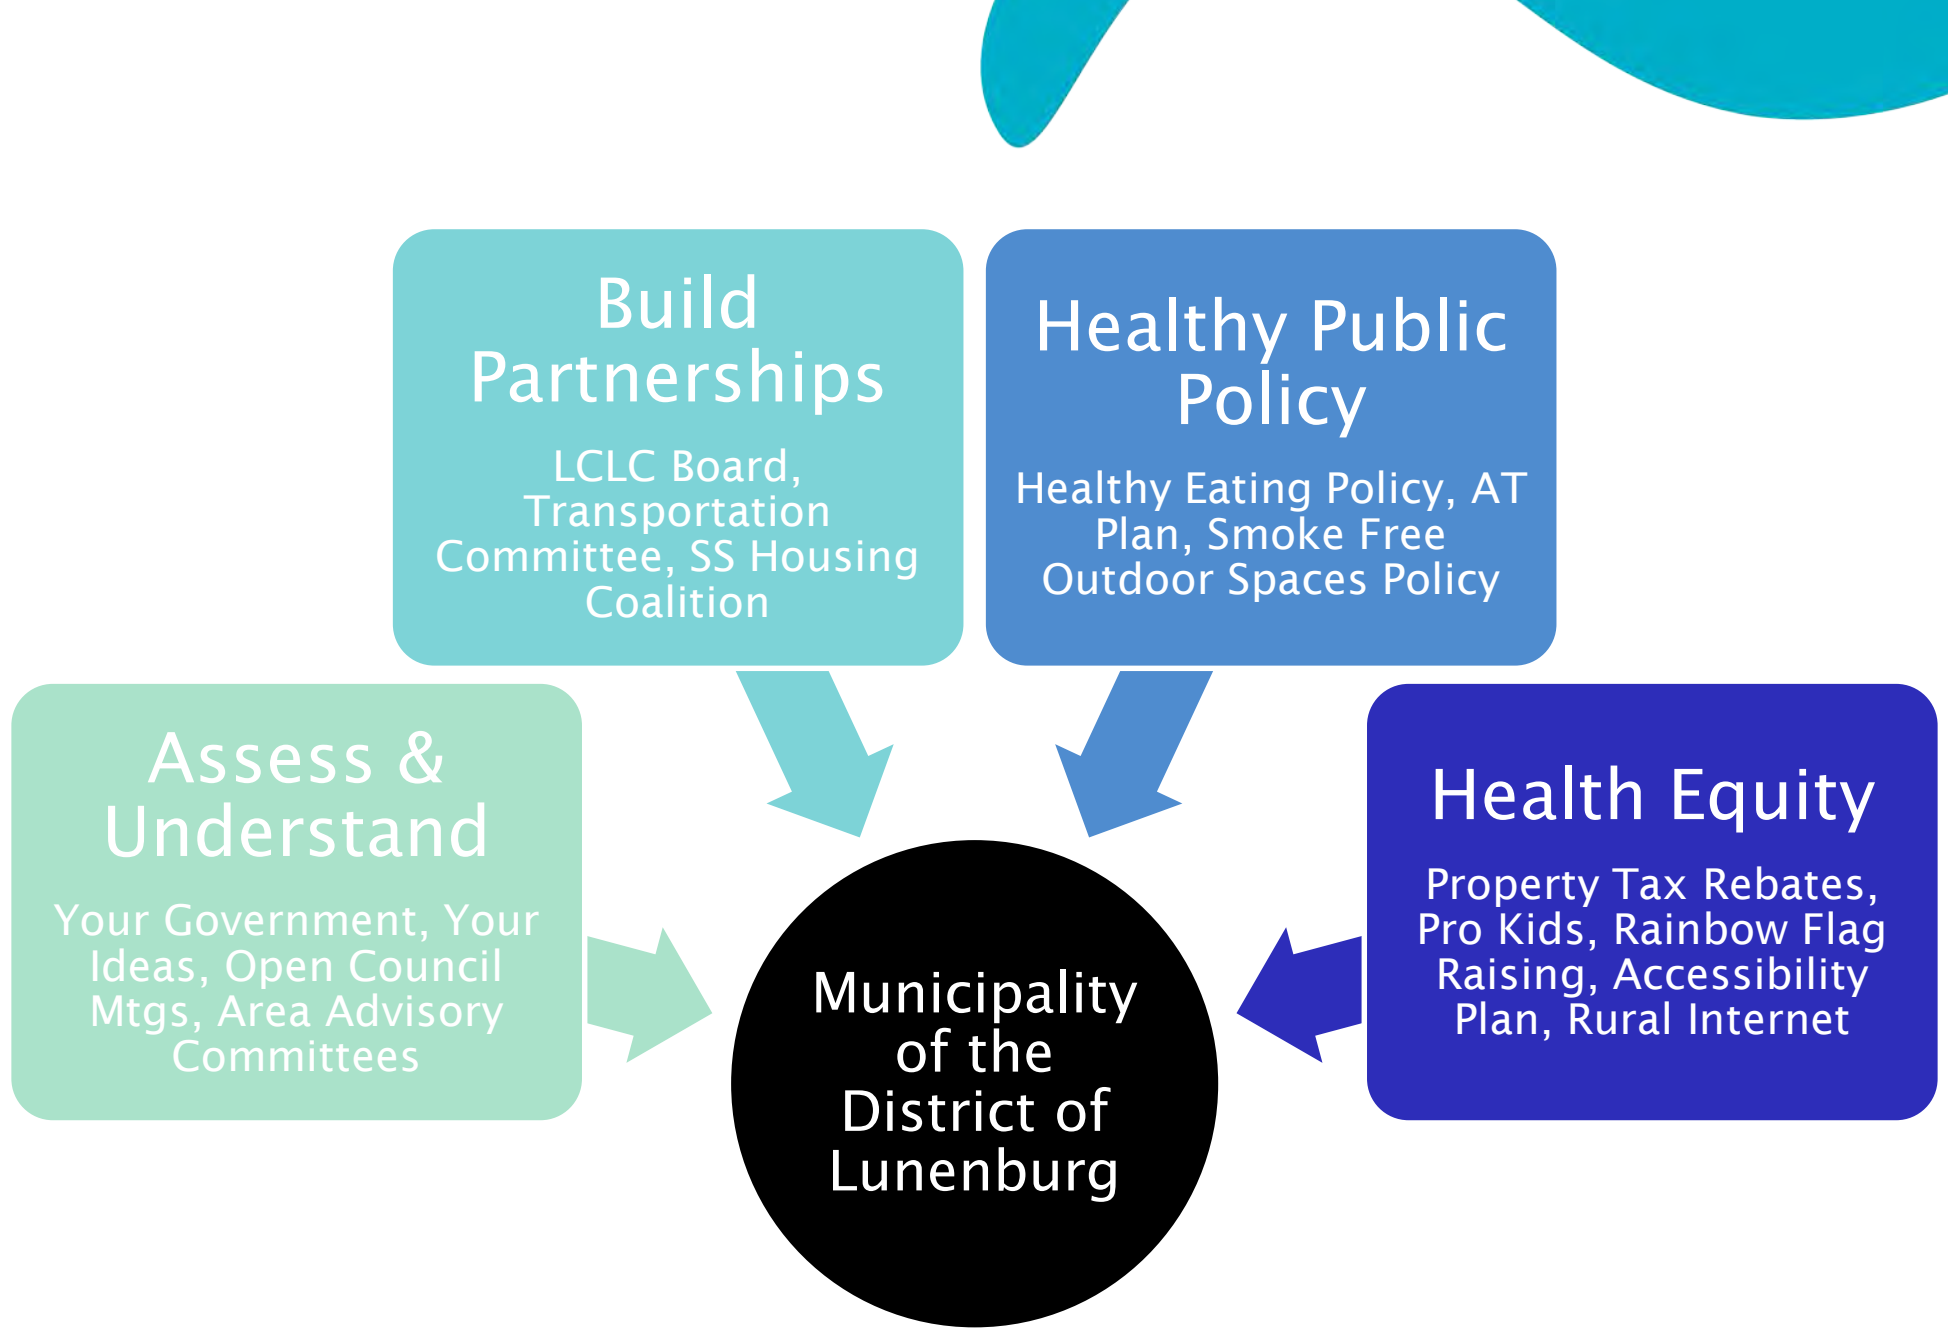 Build
Partnerships
LCLC Board,
Transportation
Committee, SS Housing
Coalition
Healthy Public
Policy
Healthy Eating Policy, AT
Plan, Smoke Free
Outdoor Spaces Policy
Assess &
Understand
Your Government, Your
Ideas, Open Council
Mtgs, Area Advisory
Committees
Health Equity
Property Tax Rebates,
Pro Kids, Rainbow Flag
Raising, Accessibility
Plan, Rural Internet
Municipality
of the
District of
Lunenburg